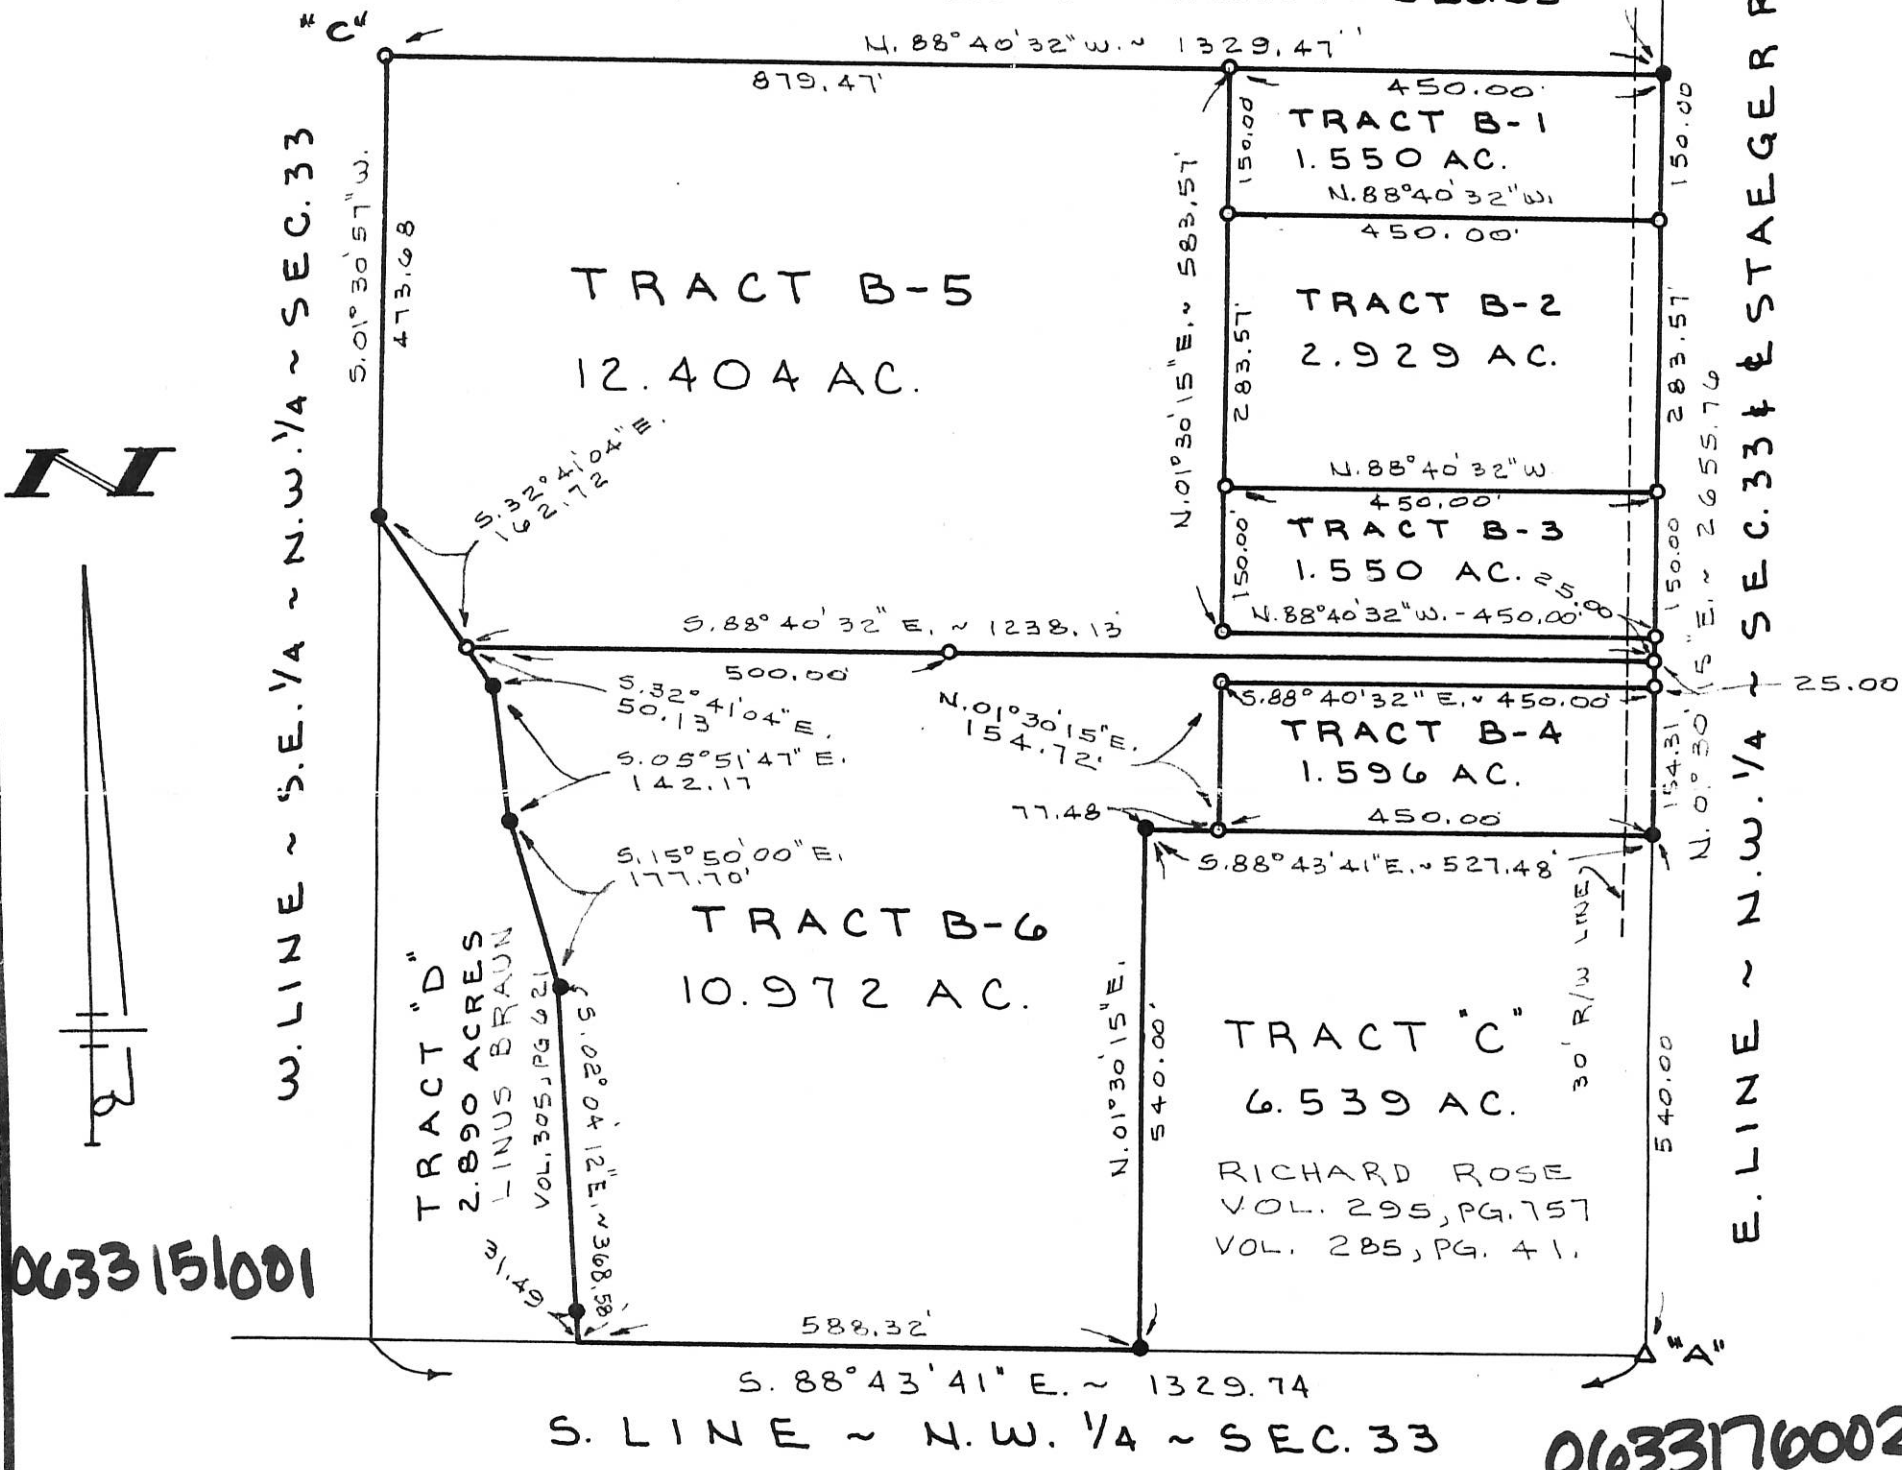 "C"
N. 88°40'32" W. ~ 1329.47'
879.47'
450.00'
150.00
150.00
TRACT B-1
1.550 AC.
N. 88°40'32" W.
450.00'
W. LINE ~ S.E. 1/4 ~ N.W. 1/4 ~ SEC. 33
S. 01°30'57" W.
473.68
TRACT B-5
12.404 AC.
N. 01°30'15" E. ~ 583.57'
283.57'
TRACT B-2
2.929 AC.
283.57'
N. 0°30'15" E. ~ 2655.76
E. LINE ~ N.W. 1/4 ~ SEC. 33 & ℄ STAEGER R
S. 32°41'04" E.
162.72
N. 88°40'32" W
450.00'
150.00'
TRACT B-3
1.550 AC.
25.00
150.00
N. 88°40'32" W. - 450.00'
N
S. 88°40'32" E. ~ 1238.13'
500.00'
S. 32°41'04" E.
50.13
25.00
S. 88°40'32" E. ~ 450.00'
N. 01°30'15" E.
154.72'
TRACT B-4
1.596 AC.
154.31
S. 05°51'47" E.
142.17
77.48
450.00
S. 88°43'41" E. ~ 527.48'
S. 15°50'00" E.
177.70'
TRACT B-6
10.972 AC.
30' R/W LINE
TRACT "D"
2.890 ACRES
LINUS BRAUN
VOL. 305, PG 621
S. 02°04'12" E. ~ 368.58'
31.49
N. 01°30'15" E.
540.00'
TRACT "C"
6.539 AC.
540.00
RICHARD ROSE
VOL. 295, PG. 757
VOL. 285, PG. 41.
0633151001
588.32'
"A"
S. 88°43'41" E. ~ 1329.74
S. LINE ~ N.W. 1/4 ~ SEC. 33
0633176002